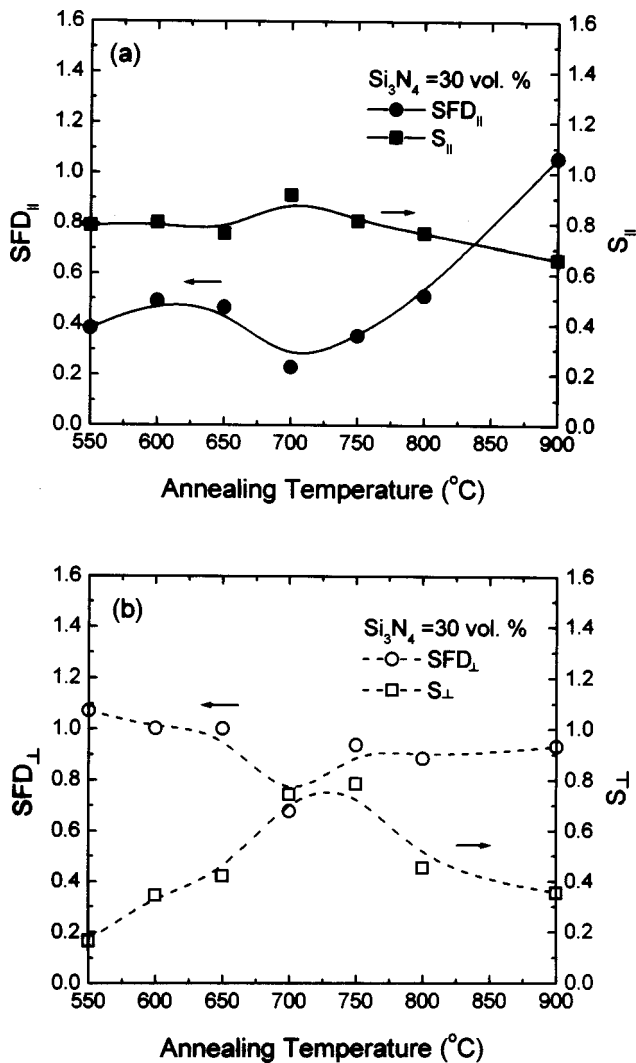 (a)
Si₃N₄ =30 vol. %
SFD∥
S∥
1.6
1.4
1.2
1.0
0.8
0.6
0.4
0.2
0.0
SFD∥
1.6
1.4
1.2
1.0
0.8
0.6
0.4
0.2
0.0
S∥
550 600 650 700 750 800 850 900
Annealing Temperature (°C)
(b)
Si₃N₄ =30 vol. %
SFD⊥
S⊥
1.6
1.4
1.2
1.0
0.8
0.6
0.4
0.2
0.0
SFD⊥
1.6
1.4
1.2
1.0
0.8
0.6
0.4
0.2
0.0
S⊥
550 600 650 700 750 800 850 900
Annealing Temperature (°C)